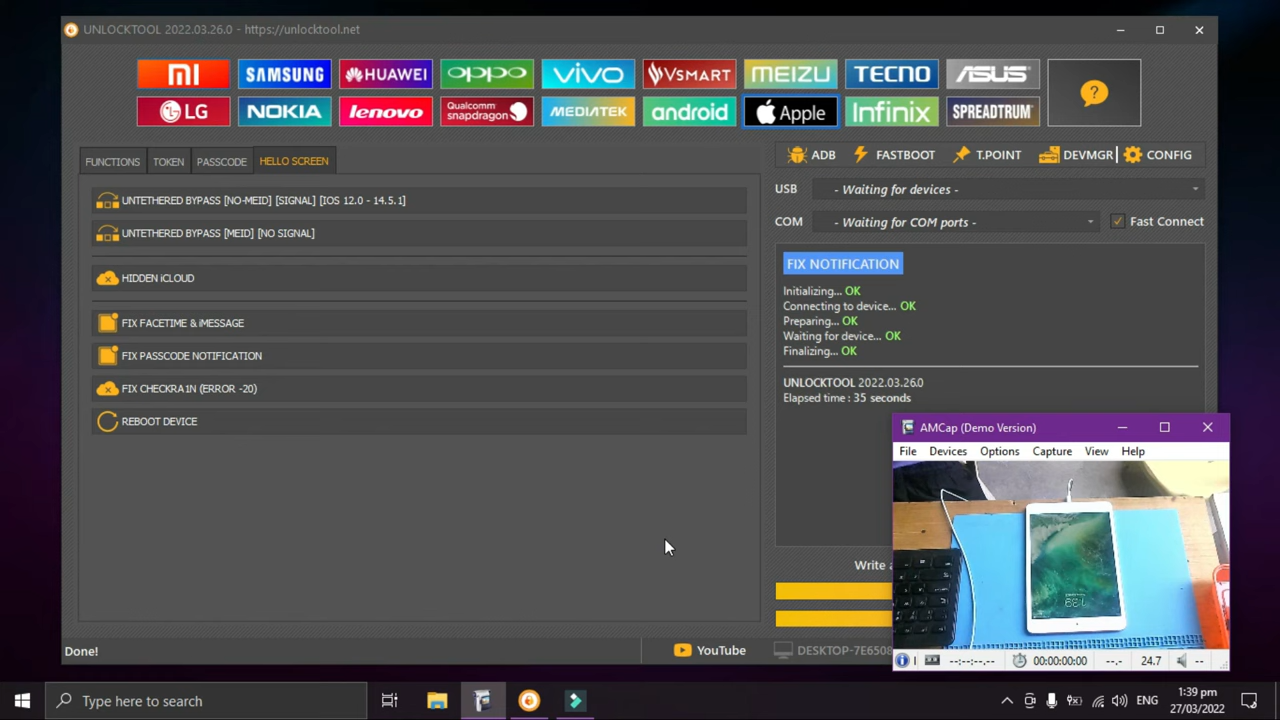 UNLOCKTOOL 2022.03.26.0 - https://unlocktool.net
MI SAMSUNG HUAWEI oppo vivo VSMART MEIZU TECNO ASUS ?
LG NOKIA lenovo Qualcomm snapdragon MEDIATEK android Apple Infinix SPREADTRUM
FUNCTIONS TOKEN PASSCODE HELLO SCREEN
UNTETHERED BYPASS [NO-MEID] [SIGNAL] [IOS 12.0 - 14.5.1]
UNTETHERED BYPASS [MEID] [NO SIGNAL]
HIDDEN iCLOUD
FIX FACETIME & iMESSAGE
FIX PASSCODE NOTIFICATION
FIX CHECKRA1N (ERROR -20)
REBOOT DEVICE
ADB FASTBOOT T.POINT DEVMGR CONFIG
USB - Waiting for devices -
COM - Waiting for COM ports - Fast Connect
FIX NOTIFICATION
Initializing... OK
Connecting to device... OK
Preparing... OK
Waiting for device... OK
Finalizing... OK
UNLOCKTOOL 2022.03.26.0
Elapsed time : 35 seconds
Write
AMCap (Demo Version)
File Devices Options Capture View Help
--:--:--.-- 00:00:00:00 --.- 24.7 --
Done! YouTube DESKTOP-7E6508
Type here to search
ENG
1:39 pm
27/03/2022